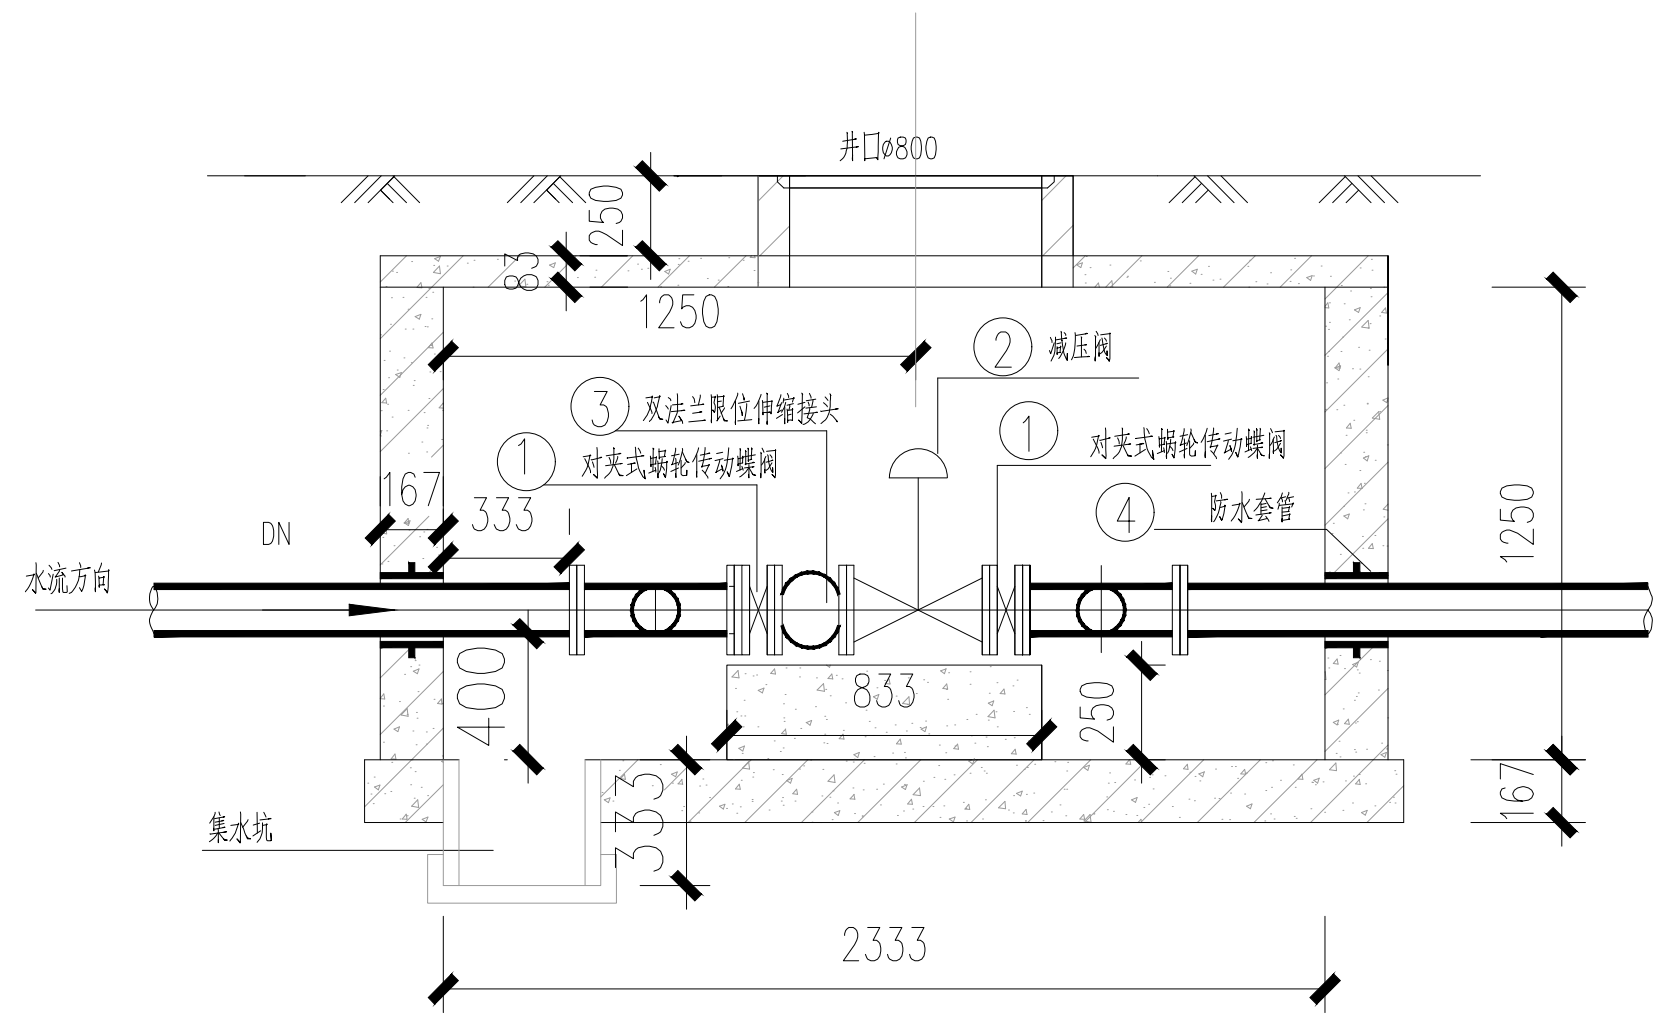 井口ø800
250
83
1250
② 减压阀
③ 双法兰限位伸缩接头
① 对夹式蜗轮传动蝶阀
① 对夹式蜗轮传动蝶阀
167
333
④ 防水套管
1250
DN
水流方向
400
833
250
333
167
集水坑
2333